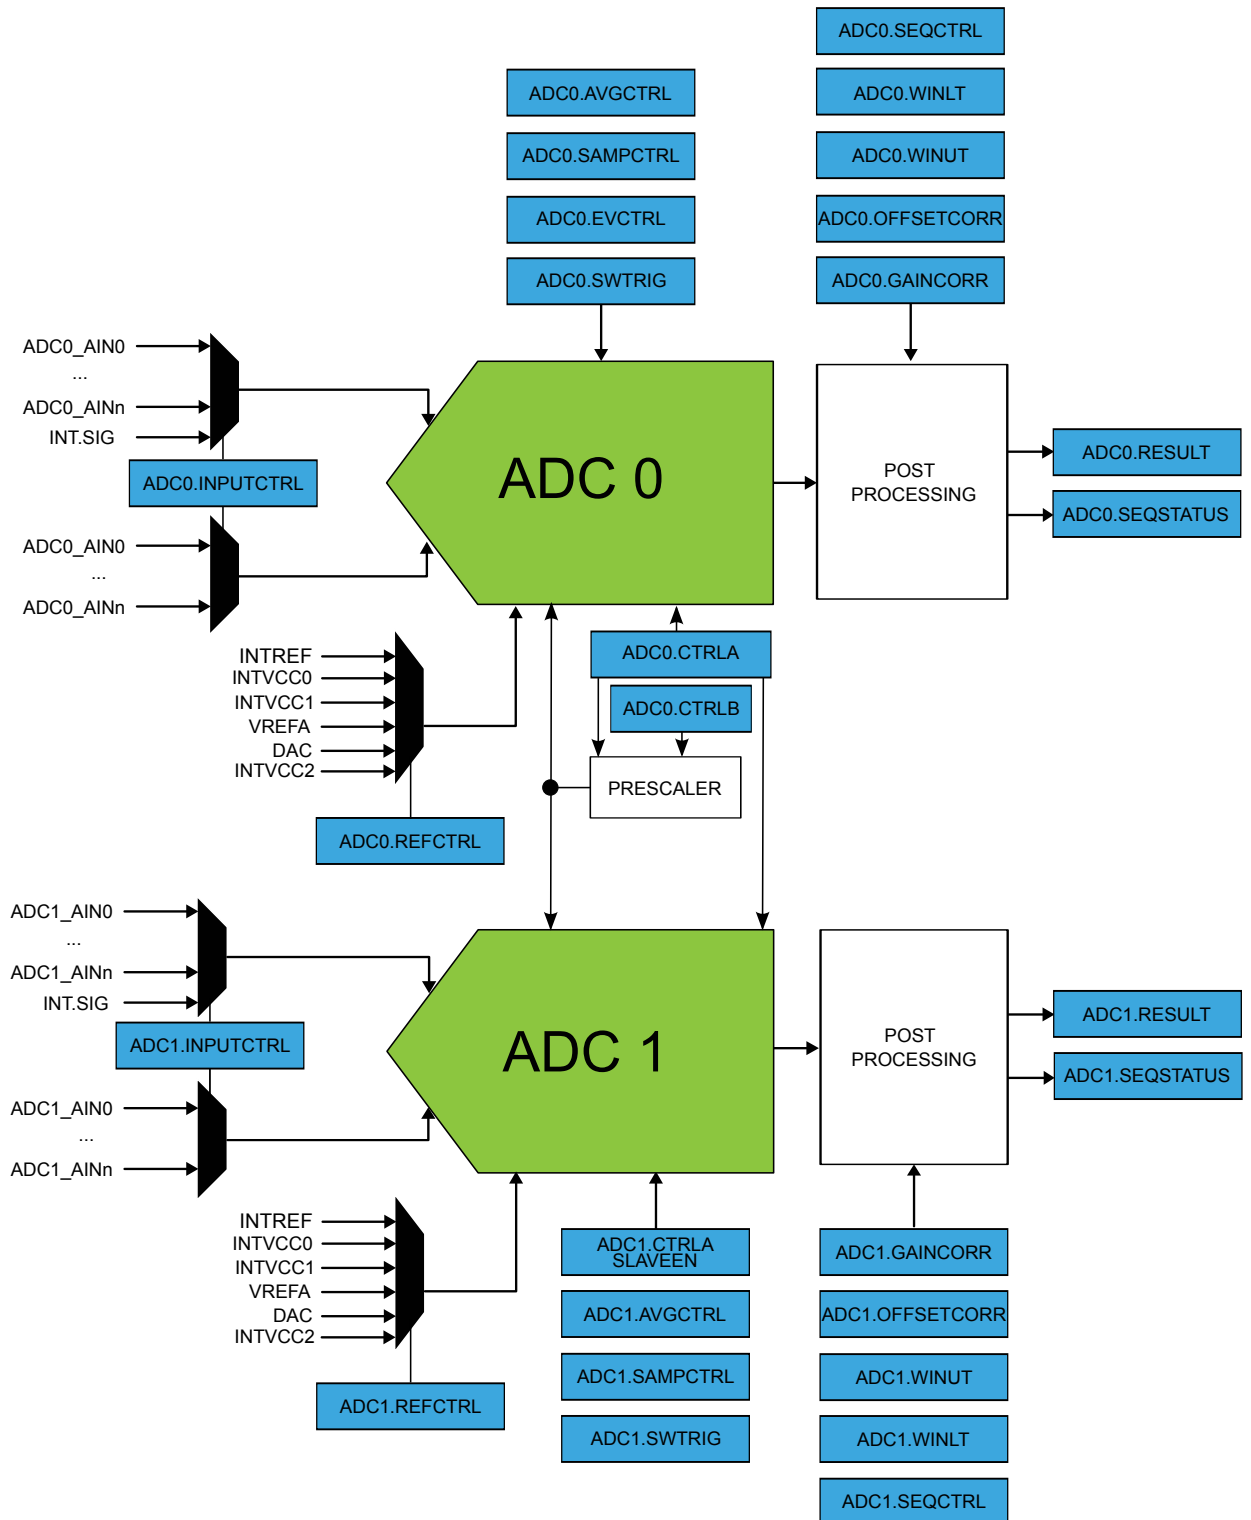 ADC0.SEQCTRL
ADC0.AVGCTRL
ADC0.WINLT
ADC0.SAMPCTRL
ADC0.WINUT
ADC0.EVCTRL
ADC0.OFFSETCORR
ADC0.SWTRIG
ADC0.GAINCORR
ADC0_AIN0
...
ADC0_AINn
INT.SIG
ADC0.INPUTCTRL
ADC0_AIN0
...
ADC0_AINn
ADC 0
POST
PROCESSING
ADC0.RESULT
ADC0.SEQSTATUS
INTREF
INTVCC0
INTVCC1
VREFA
DAC
INTVCC2
ADC0.REFCTRL
ADC0.CTRLA
ADC0.CTRLB
PRESCALER
ADC1_AIN0
...
ADC1_AINn
INT.SIG
ADC1.INPUTCTRL
ADC1_AIN0
...
ADC1_AINn
ADC 1
POST
PROCESSING
ADC1.RESULT
ADC1.SEQSTATUS
INTREF
INTVCC0
INTVCC1
VREFA
DAC
INTVCC2
ADC1.REFCTRL
ADC1.CTRLA
SLAVEEN
ADC1.AVGCTRL
ADC1.SAMPCTRL
ADC1.SWTRIG
ADC1.GAINCORR
ADC1.OFFSETCORR
ADC1.WINUT
ADC1.WINLT
ADC1.SEQCTRL